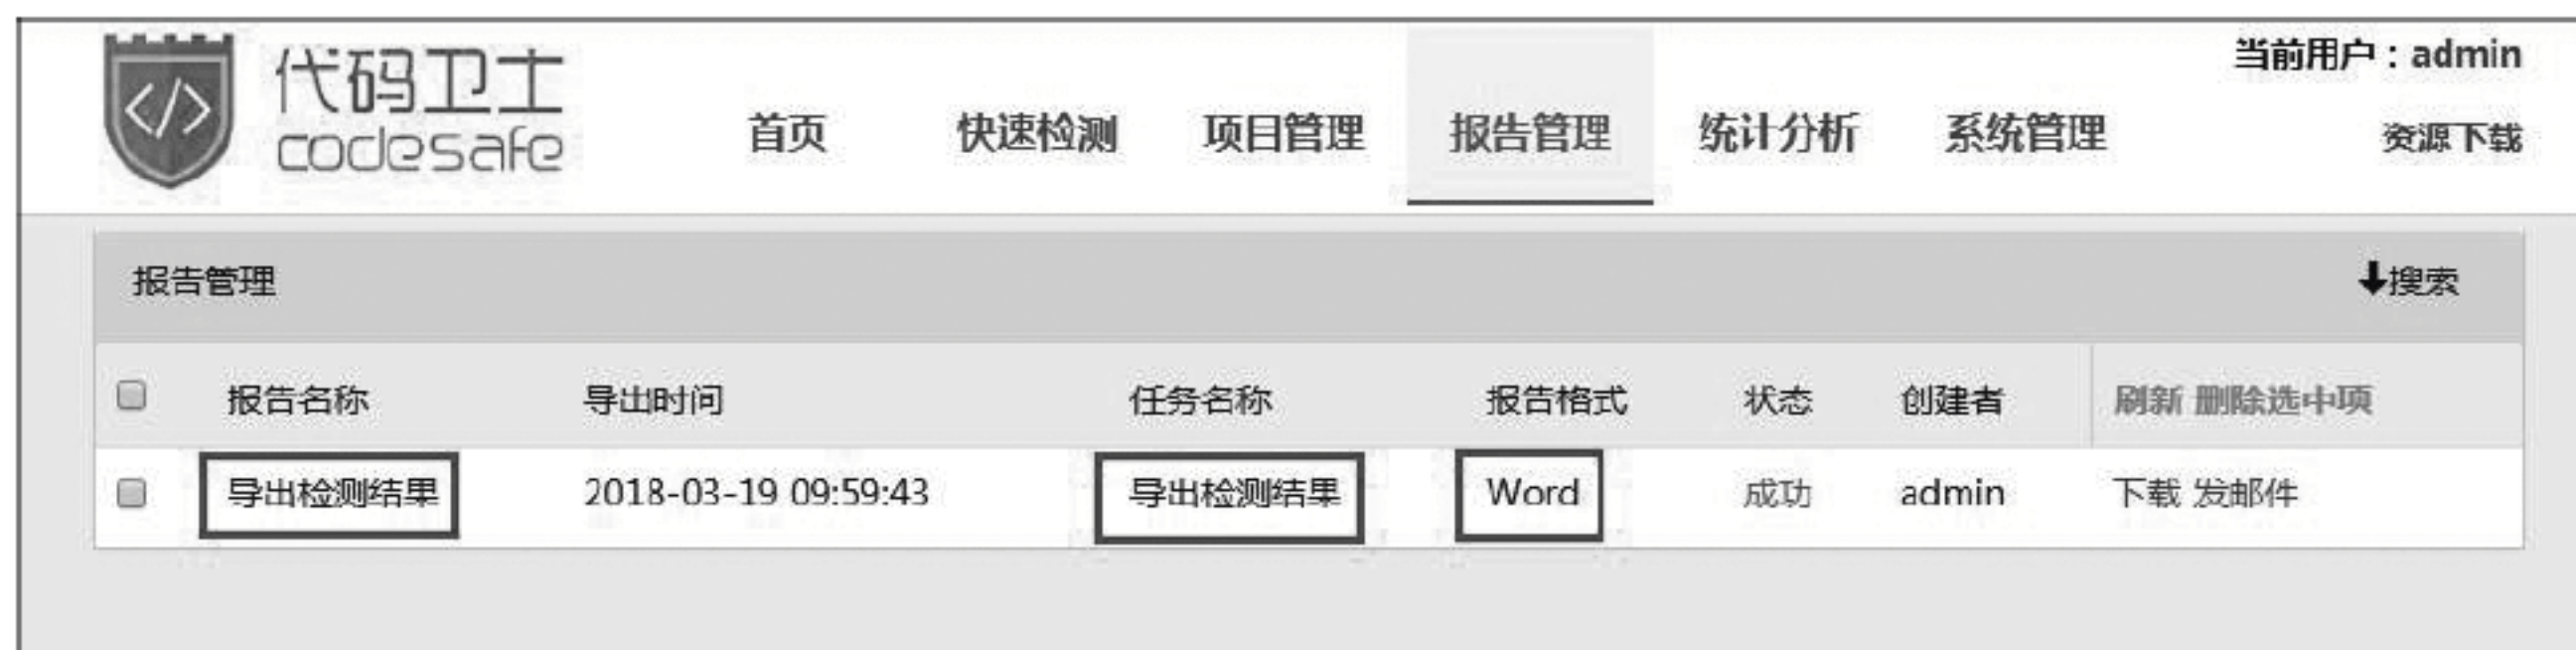 代码卫士
codesafe
当前用户：admin
首页 快速检测 项目管理 报告管理 统计分析 系统管理 资源下载
报告管理 搜索
报告名称 导出时间 任务名称 报告格式 状态 创建者 刷新 删除选中项
导出检测结果 2018-03-19 09:59:43 导出检测结果 Word 成功 admin 下载 发邮件